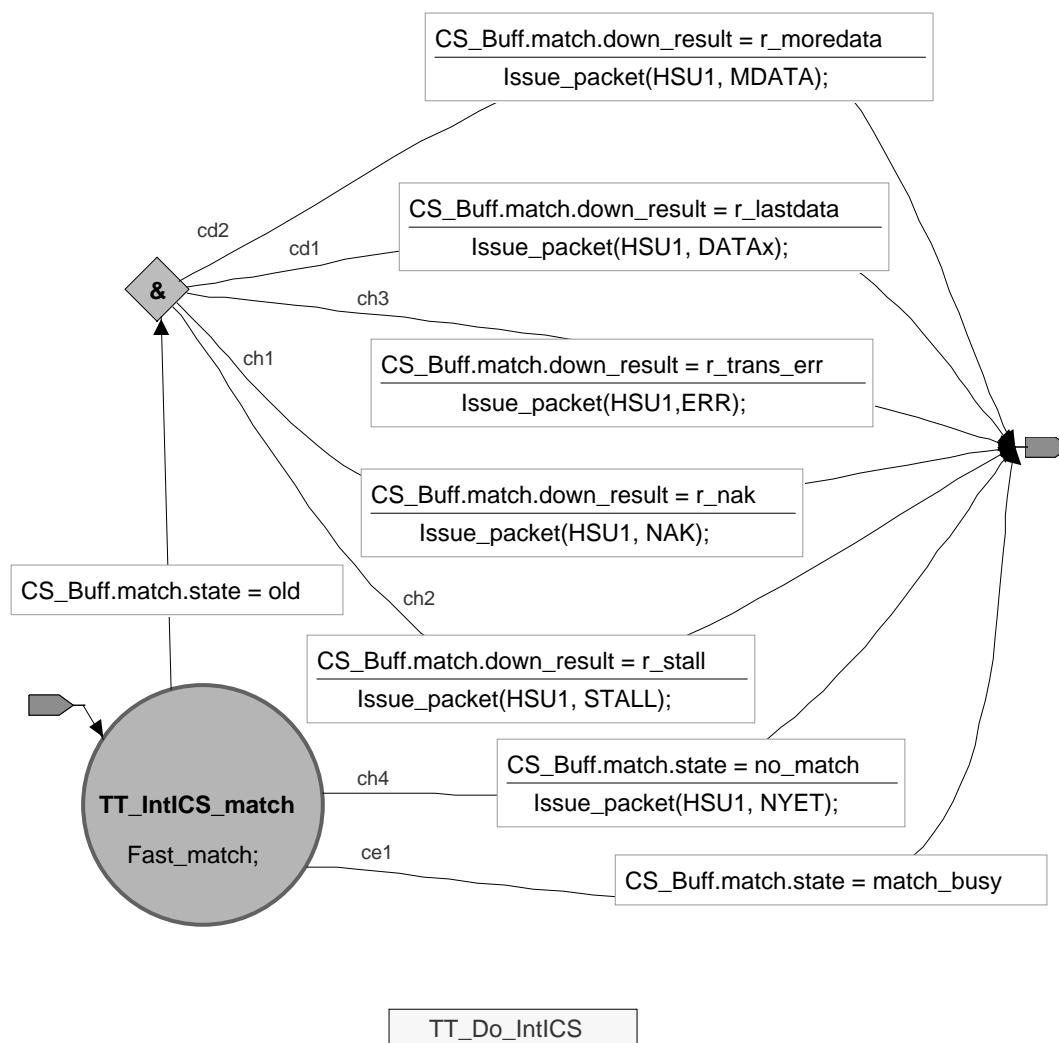 CS_Buff.match.down_result = r_moredata
Issue_packet(HSU1, MDATA);
CS_Buff.match.down_result = r_lastdata
Issue_packet(HSU1, DATAx);
cd2
cd1
&
ch3
ch1
CS_Buff.match.down_result = r_trans_err
Issue_packet(HSU1,ERR);
CS_Buff.match.down_result = r_nak
Issue_packet(HSU1, NAK);
CS_Buff.match.state = old
ch2
CS_Buff.match.down_result = r_stall
Issue_packet(HSU1, STALL);
ch4
CS_Buff.match.state = no_match
Issue_packet(HSU1, NYET);
TT_IntICS_match
Fast_match;
ce1
CS_Buff.match.state = match_busy
TT_Do_IntICS